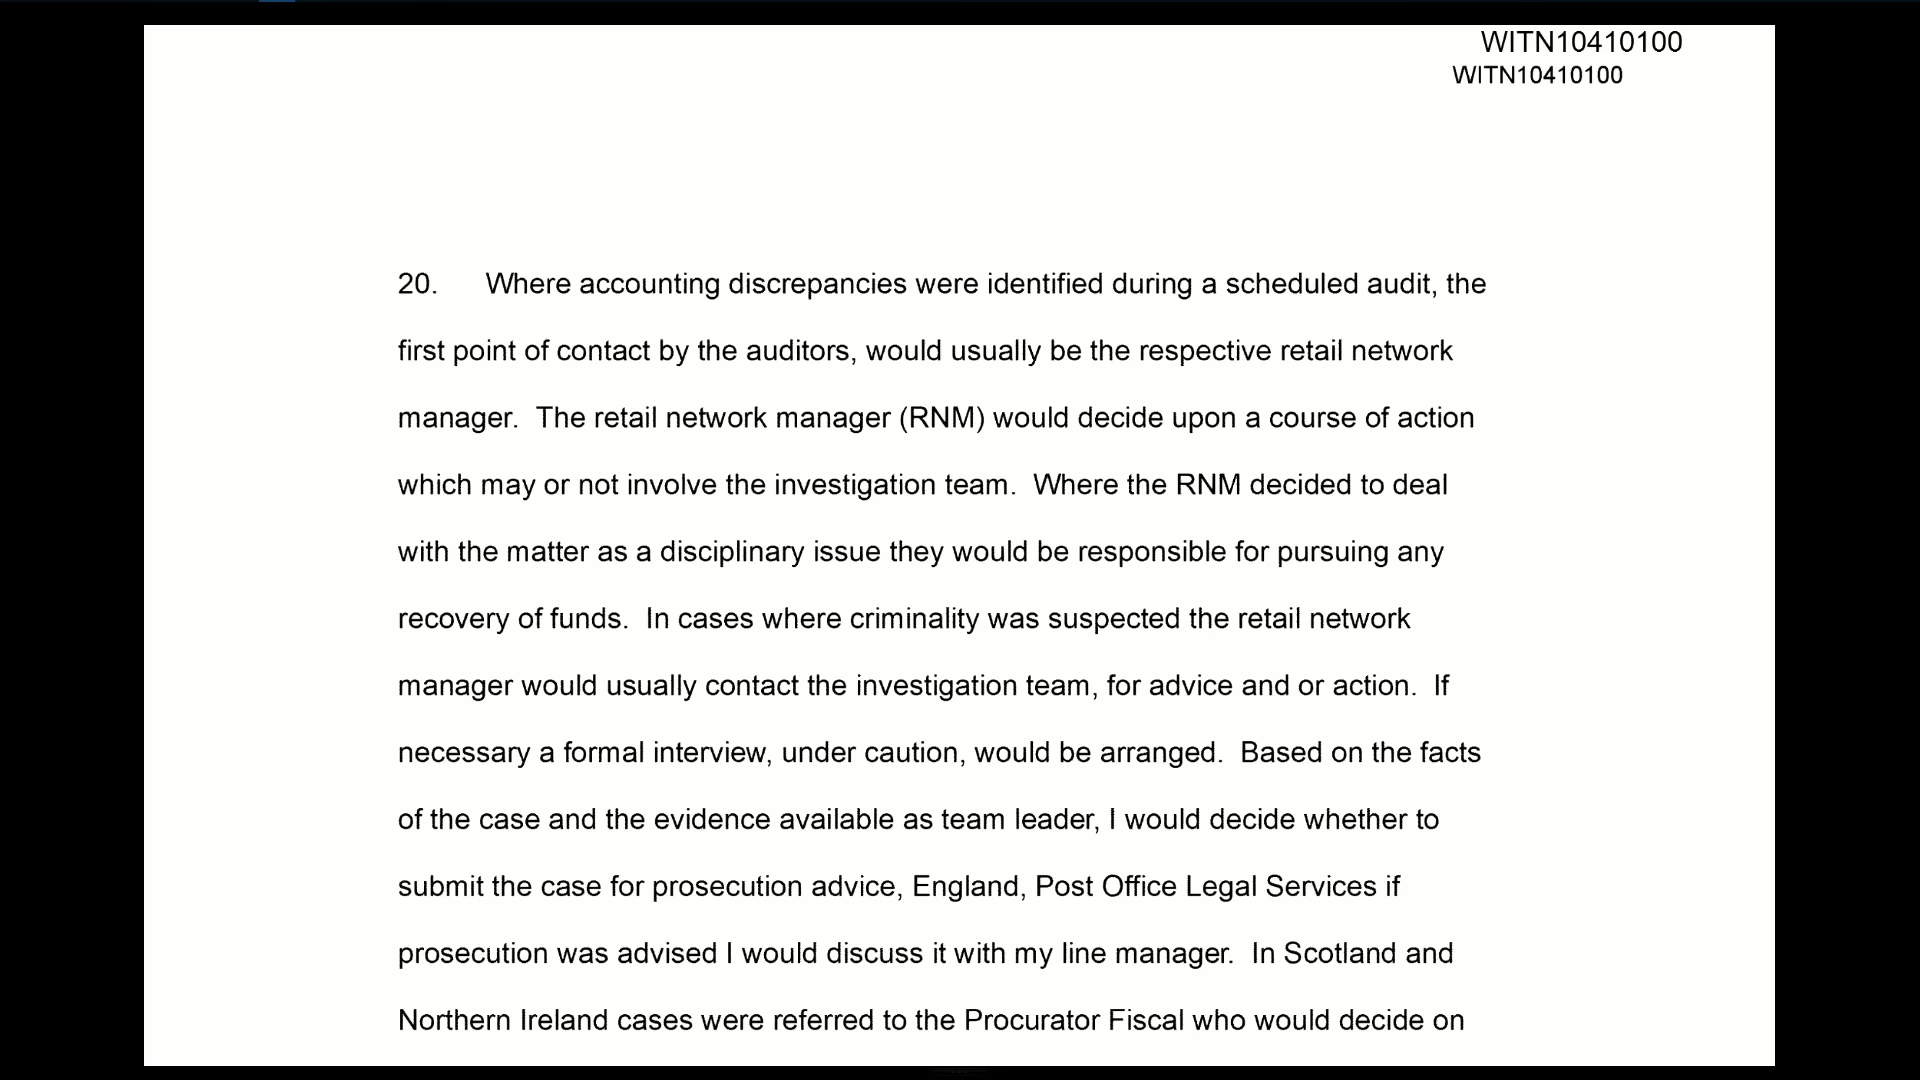 WITN10410100
WITN10410100
20. Where accounting discrepancies were identified during a scheduled audit, the
first point of contact by the auditors, would usually be the respective retail network
manager. The retail network manager (RNM) would decide upon a course of action
which may or not involve the investigation team. Where the RNM decided to deal
with the matter as a disciplinary issue they would be responsible for pursuing any
recovery of funds. In cases where criminality was suspected the retail network
manager would usually contact the investigation team, for advice and or action. If
necessary a formal interview, under caution, would be arranged. Based on the facts
of the case and the evidence available as team leader, I would decide whether to
submit the case for prosecution advice, England, Post Office Legal Services if
prosecution was advised I would discuss it with my line manager. In Scotland and
Northern Ireland cases were referred to the Procurator Fiscal who would decide on